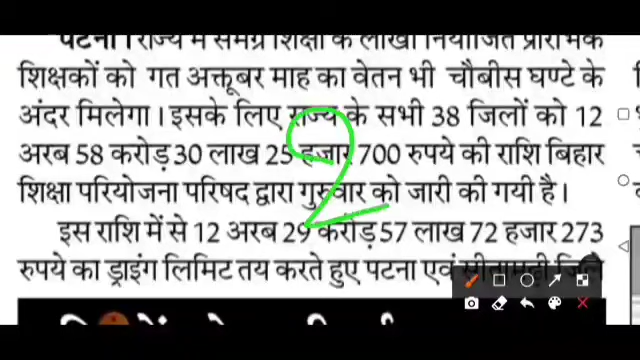 पटना। राज्य में समग्र शिक्षा के लाखों नियोजित प्रारंभिक
शिक्षकों को गत अक्तूबर माह का वेतन भी चौबीस घण्टे के
अंदर मिलेगा। इसके लिए राज्य के सभी 38 जिलों को 12
अरब 58 करोड़ 30 लाख 25 हजार 700 रुपये की राशि बिहार
शिक्षा परियोजना परिषद द्वारा गुरुवार को जारी की गयी है।
2
इस राशि में से 12 अरब 29 करोड़ 57 लाख 72 हजार 273
रुपये का ड्राइंग लिमिट तय करते हुए पटना एवं सीतामढ़ी जिले